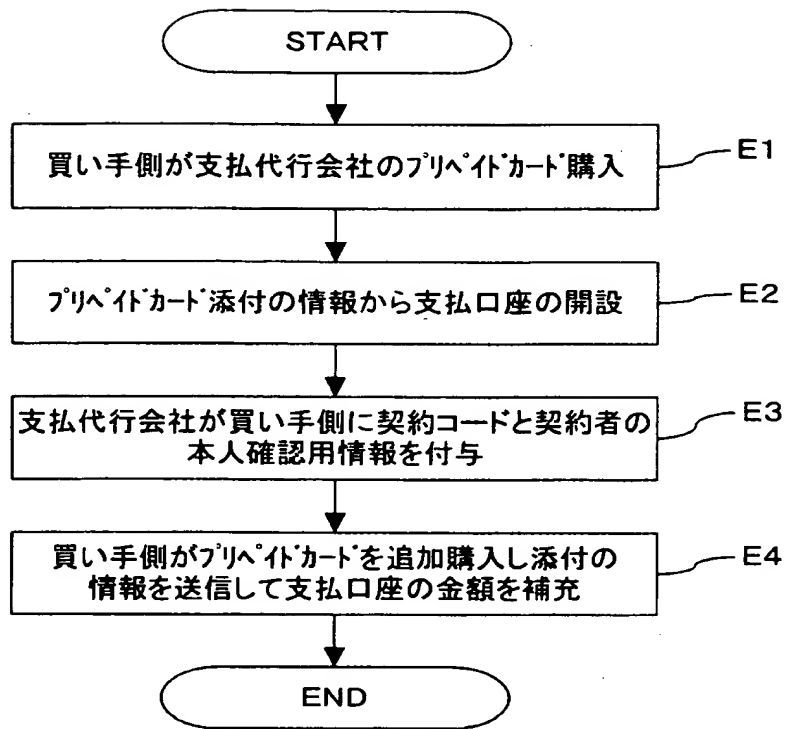 START
買い手側が支払代行会社のﾌﾟﾘﾍﾟｲﾄﾞｶｰﾄﾞ購入
E1
ﾌﾟﾘﾍﾟｲﾄﾞｶｰﾄﾞ添付の情報から支払口座の開設
E2
支払代行会社が買い手側に契約コードと契約者の
本人確認用情報を付与
E3
買い手側がﾌﾟﾘﾍﾟｲﾄﾞｶｰﾄﾞを追加購入し添付の
情報を送信して支払口座の金額を補充
E4
END